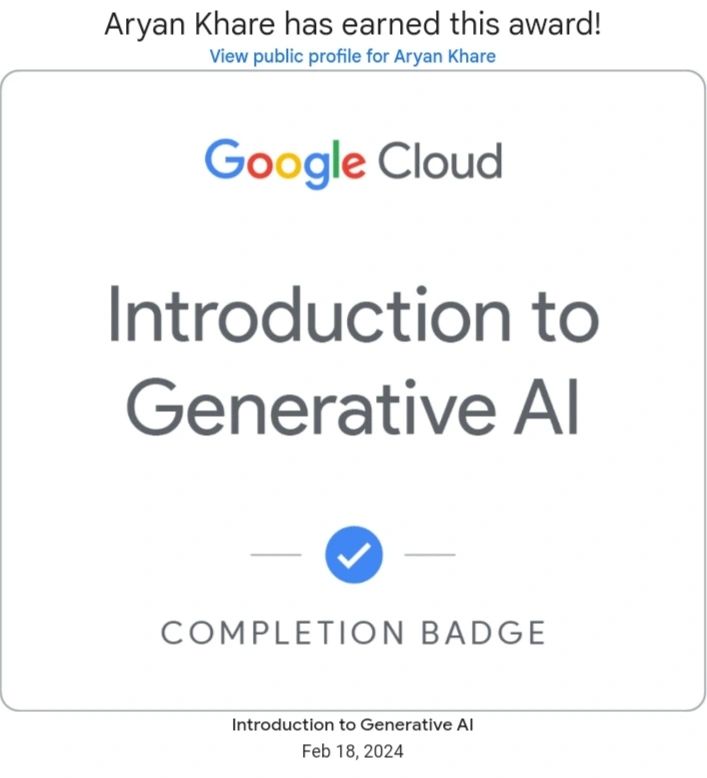 Aryan Khare has earned this award!
View public profile for Aryan Khare
Google Cloud
Introduction to
Generative AI
COMPLETION BADGE
Introduction to Generative AI
Feb 18, 2024